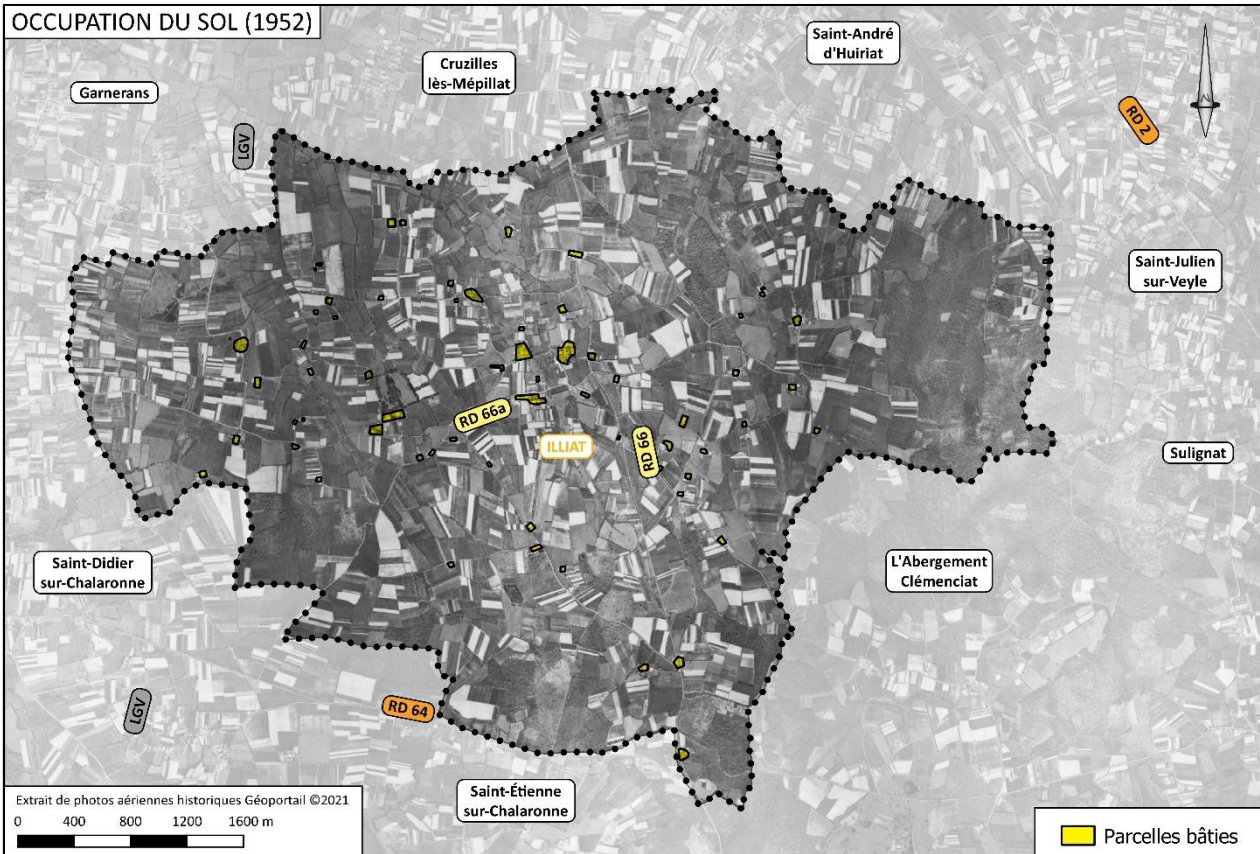 OCCUPATION DU SOL (1952)
Saint-André
d'Huiriat
Cruzilles
lès-Mépillat
Garnerans
RD 2
LGV
Saint-Julien
sur-Veyle
RD 66a
ILLIAT
RD 66
Sulignat
Saint-Didier
sur-Chalaronne
L'Abergement
Clémenciat
LGV
RD 64
Saint-Étienne
sur-Chalaronne
Extrait de photos aériennes historiques Géoportail ©2021
0 400 800 1200 1600 m
Parcelles bâties